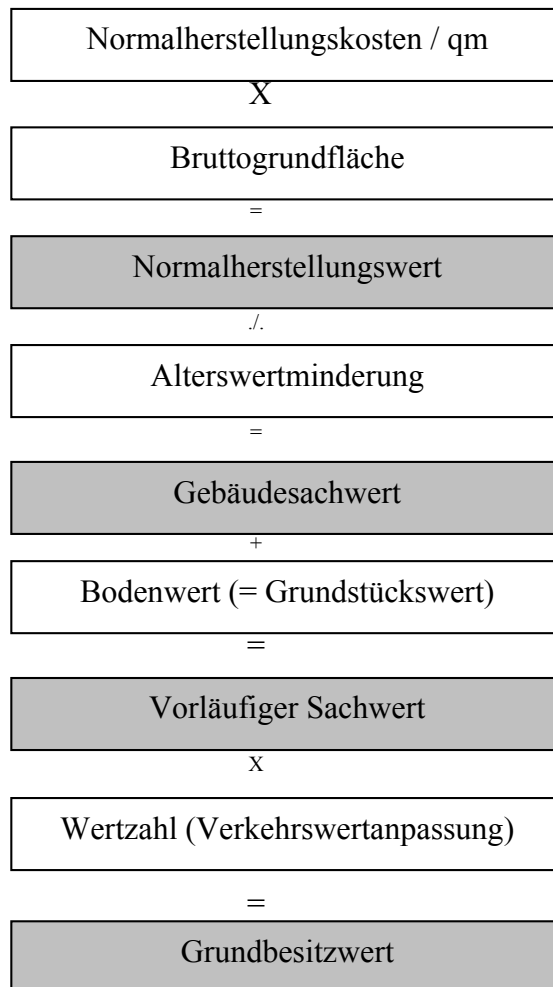 Normalherstellungskosten / qm
X
Bruttogrundfläche
=
Normalherstellungswert
./.
Alterswertminderung
=
Gebäudesachwert
+
Bodenwert (= Grundstückswert)
=
Vorläufiger Sachwert
X
Wertzahl (Verkehrswertanpassung)
=
Grundbesitzwert